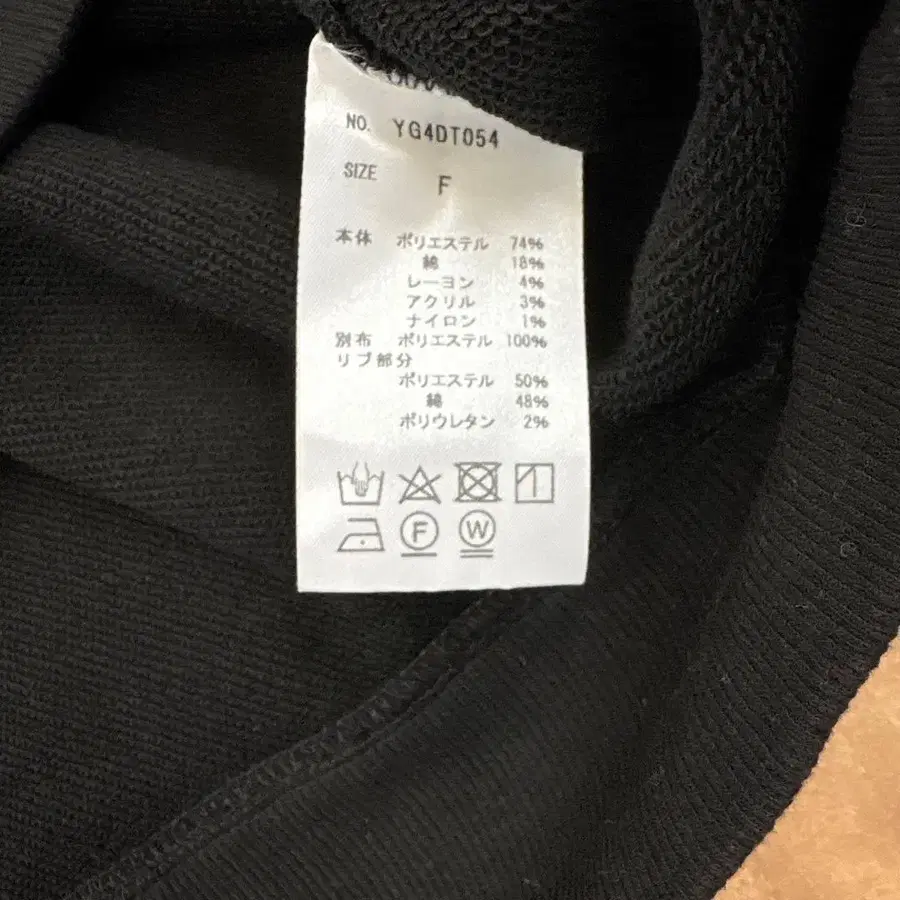 NO. YG4DT054
SIZE F
本体 ポリエステル 74%
綿 18%
レーヨン 4%
アクリル 3%
ナイロン 1%
別布 ポリエステル 100%
リブ部分
ポリエステル 50%
綿 48%
ポリウレタン 2%
F W